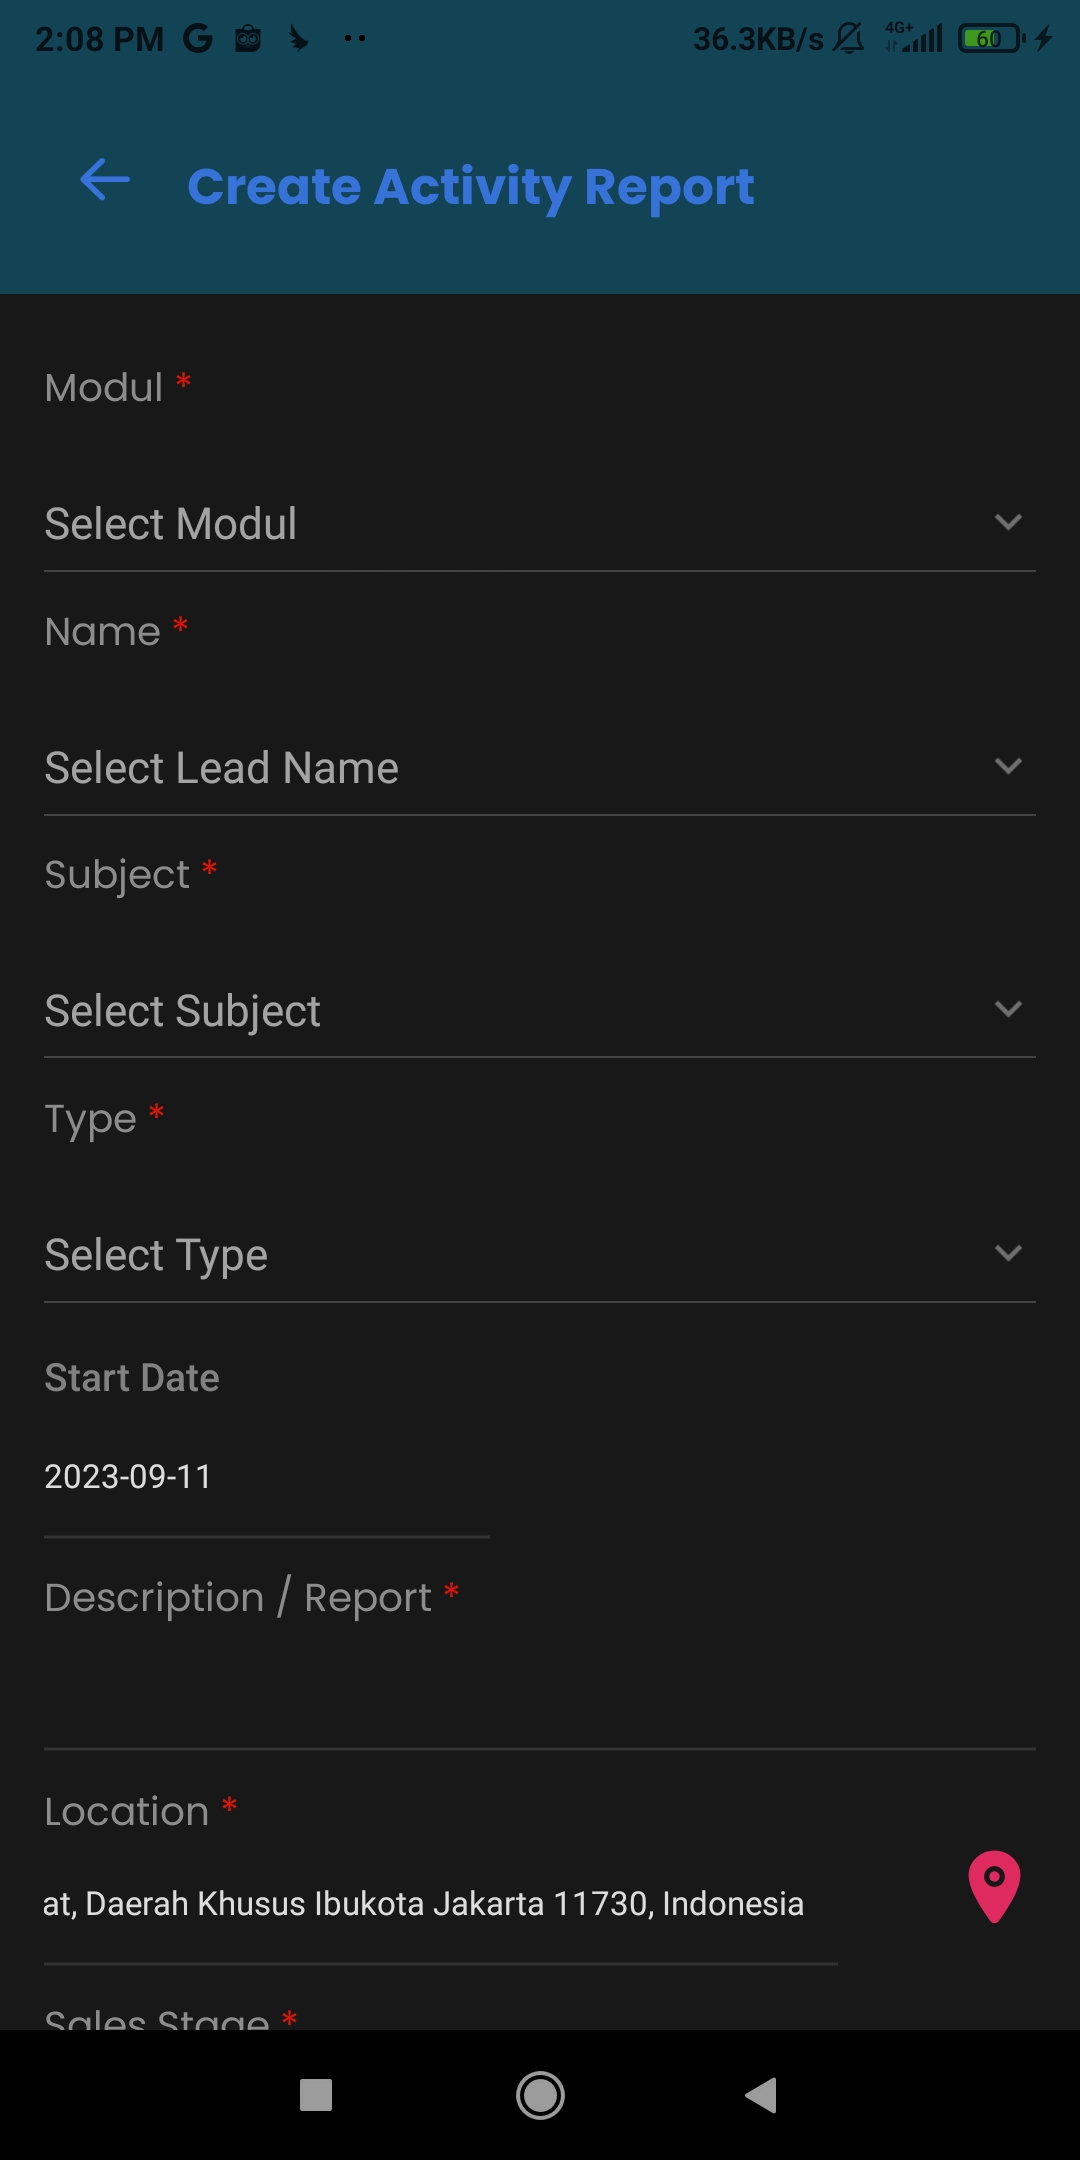 2:08 PM
36.3KB/s
4G+
60
Create Activity Report
Modul *
Select Modul
Name *
Select Lead Name
Subject *
Select Subject
Type *
Select Type
Start Date
2023-09-11
Description / Report *
Location *
at, Daerah Khusus Ibukota Jakarta 11730, Indonesia
Sales Stage *